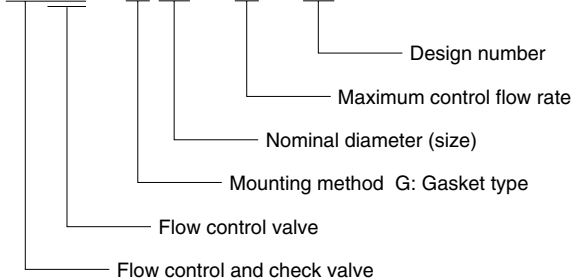 Design number
Maximum control flow rate
Nominal diameter (size)
Mounting method G: Gasket type
Flow control valve
Flow control and check valve